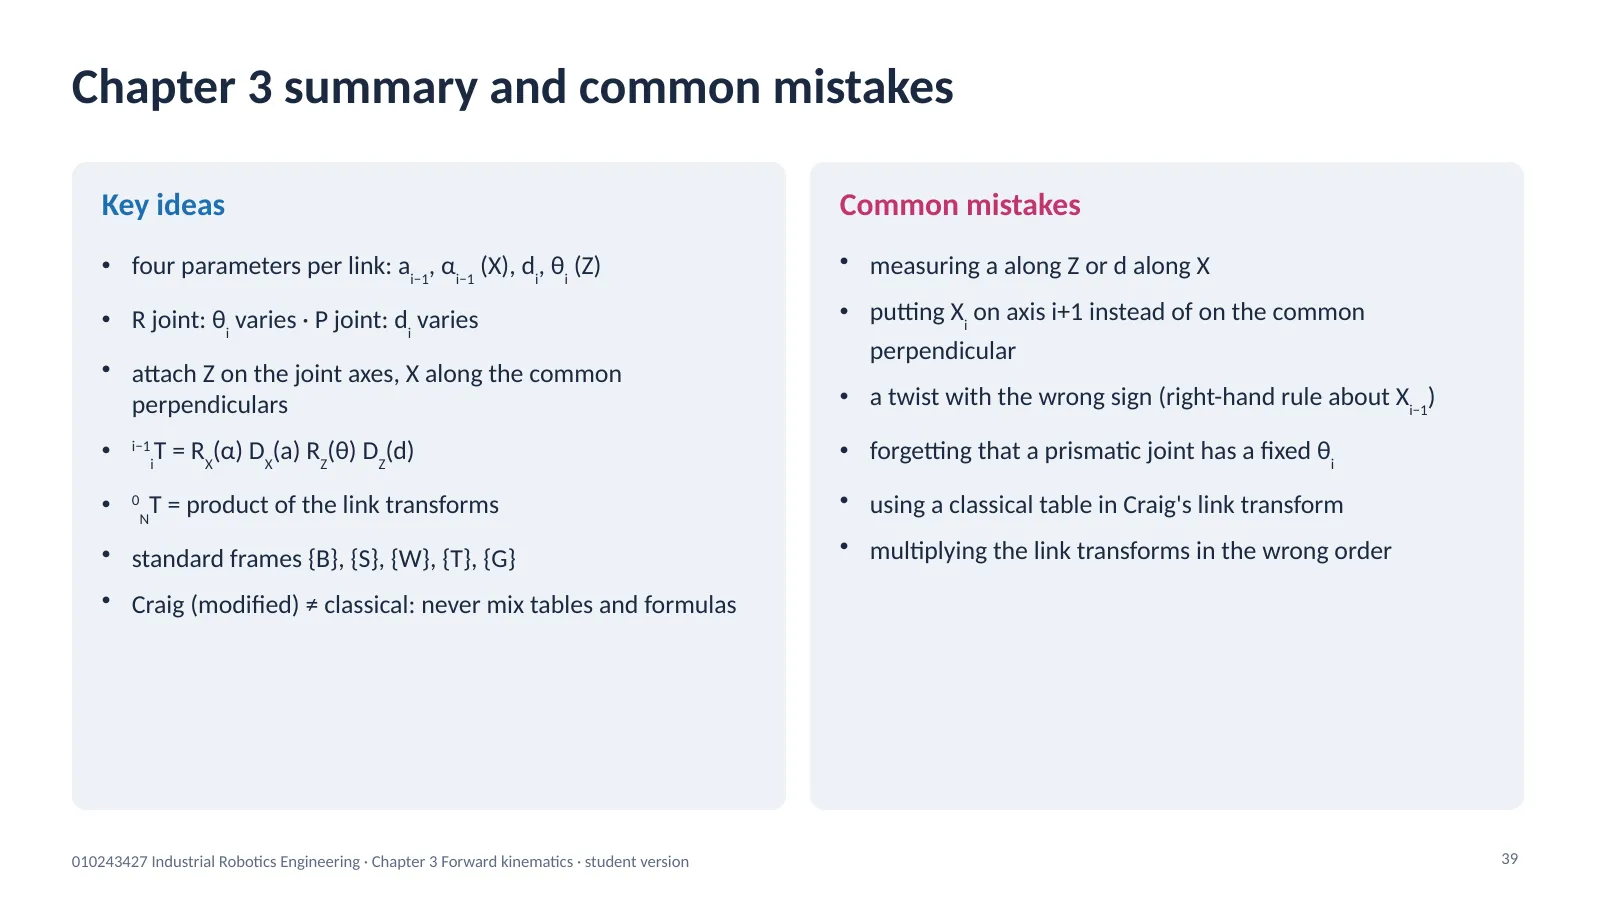 Chapter 3 summary and common mistakes
Key ideas
• four parameters per link: aᵢ₋₁, αᵢ₋₁ (X), dᵢ, θᵢ (Z)
• R joint: θᵢ varies · P joint: dᵢ varies
• attach Z on the joint axes, X along the common
perpendiculars
• ⁱ⁻¹ᵢT = R_X(α) D_X(a) R_Z(θ) D_Z(d)
• ⁰_NT = product of the link transforms
• standard frames {B}, {S}, {W}, {T}, {G}
• Craig (modified) ≠ classical: never mix tables and formulas
Common mistakes
• measuring a along Z or d along X
• putting Xᵢ on axis i+1 instead of on the common
perpendicular
• a twist with the wrong sign (right-hand rule about Xᵢ₋₁)
• forgetting that a prismatic joint has a fixed θᵢ
• using a classical table in Craig's link transform
• multiplying the link transforms in the wrong order
010243427 Industrial Robotics Engineering · Chapter 3 Forward kinematics · student version
39